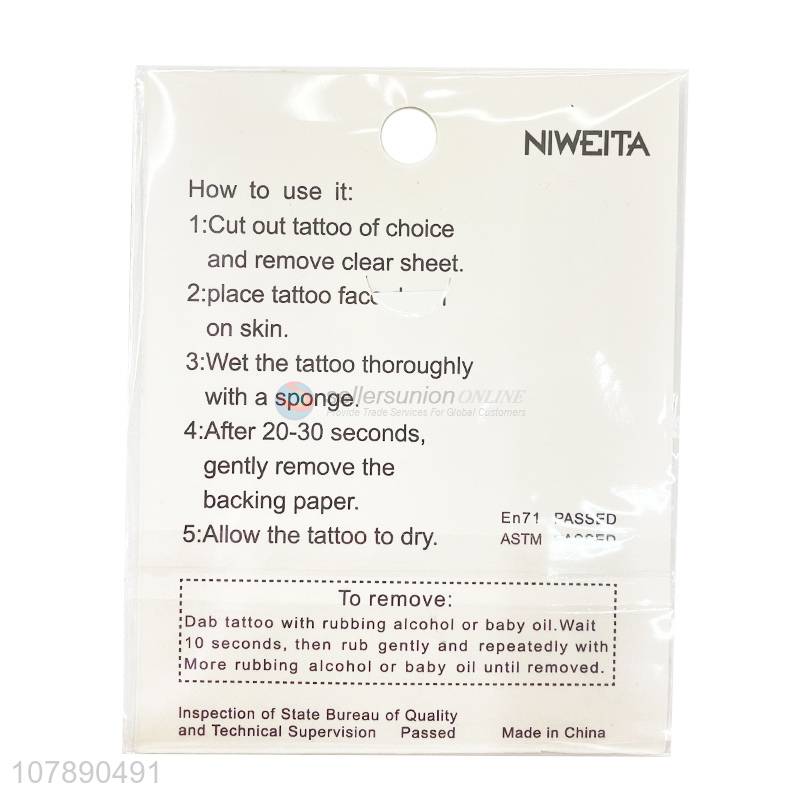 NIWEITA
How to use it:
1:Cut out tattoo of choice
and remove clear sheet.
2:place tattoo
on skin.
3:Wet the tattoo thoroughly
with a sponge.
sellersunion ONLINE
Provide Trade Services For Global Customers
4:After 20-30 seconds,
gently remove the
backing paper.
5:Allow the tattoo to dry.
En71 PASSED
ASTM
To remove:
Dab tattoo with rubbing alcohol or baby oil.Wait
10 seconds, then rub gently and repeatedly with
More rubbing alcohol or baby oil until removed.
Inspection of State Bureau of Quality
and Technical Supervision Passed
Made in China
107890491